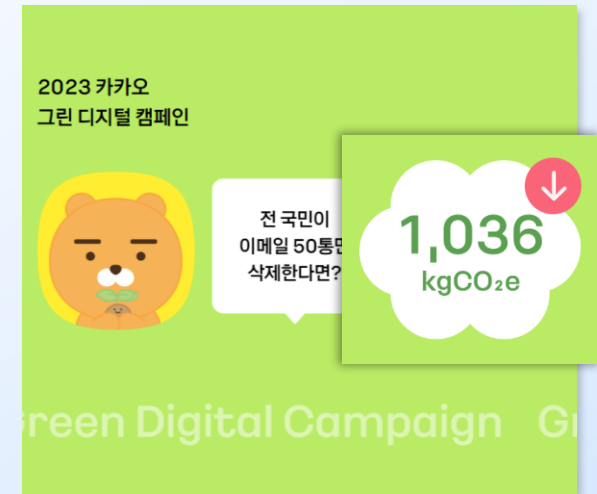 2023 카카오
그린 디지털 캠페인
전 국민이
이메일 50통만
삭제한다면?
1,036
kgCO₂e
Green Digital Campaign